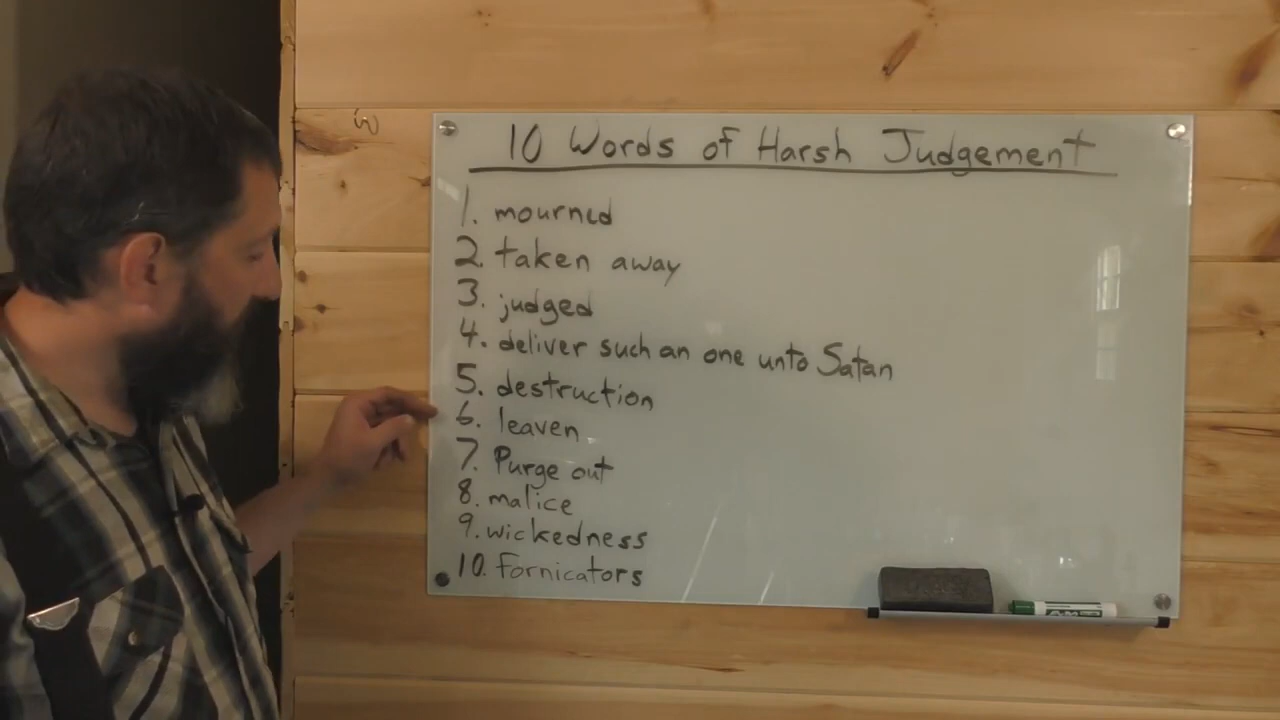 10 Words of Harsh Judgement
1. mourned
2. taken away
3. judged
4. deliver such an one unto Satan
5. destruction
6. leaven
7. Purge out
8. malice
9. wickedness
10. Fornicators